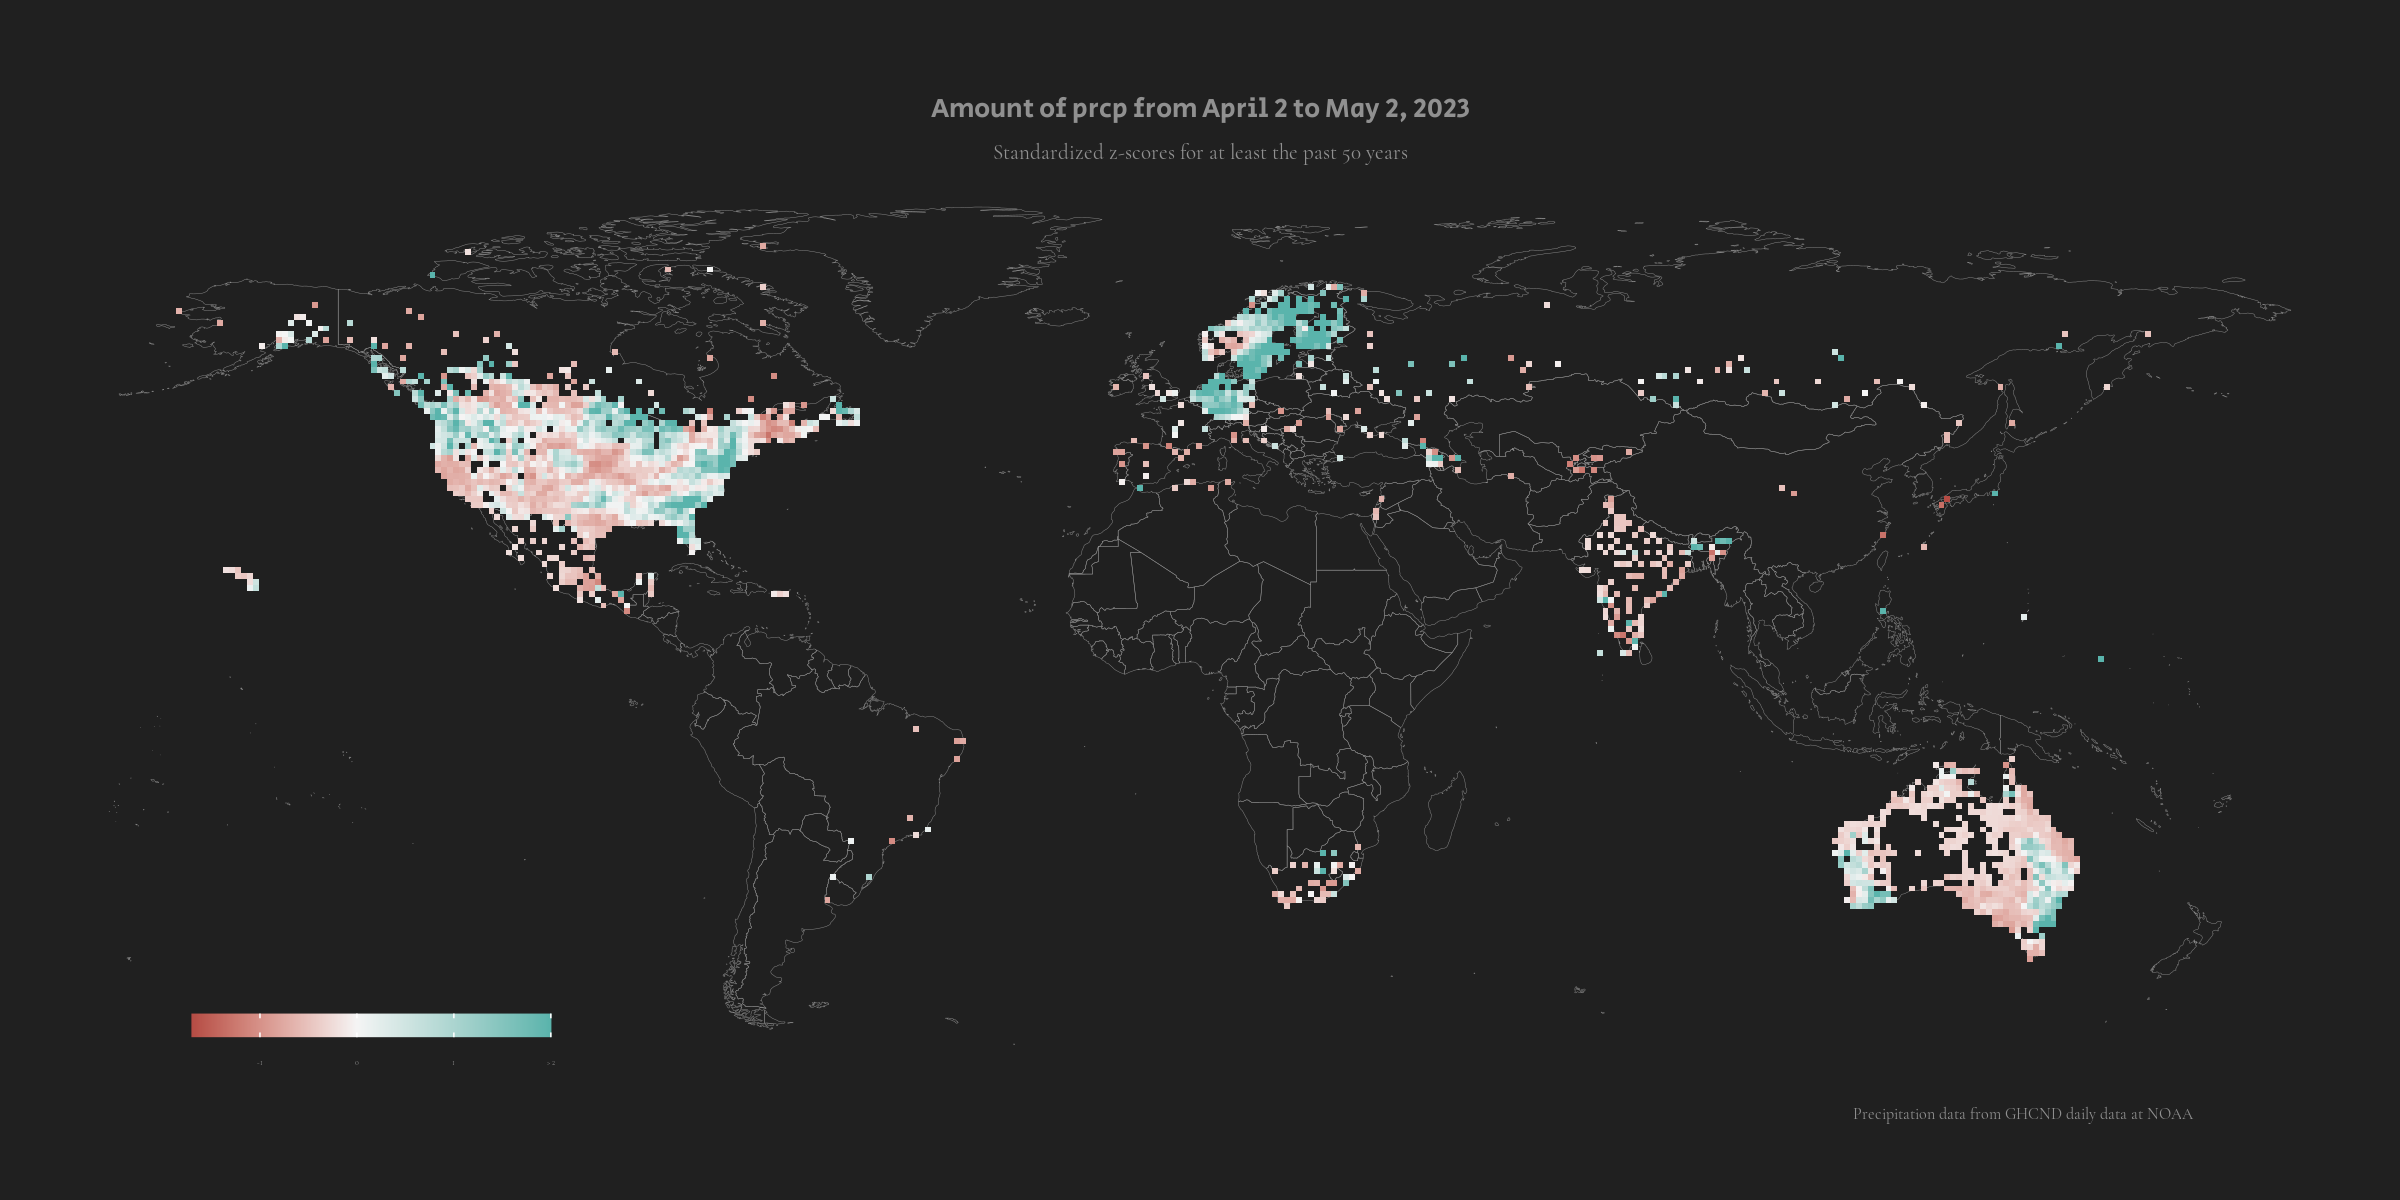 Amount of prcp from April 2 to May 2, 2023
Standardized z-scores for at least the past 50 years
-1 0 1 >2
Precipitation data from GHCND daily data at NOAA